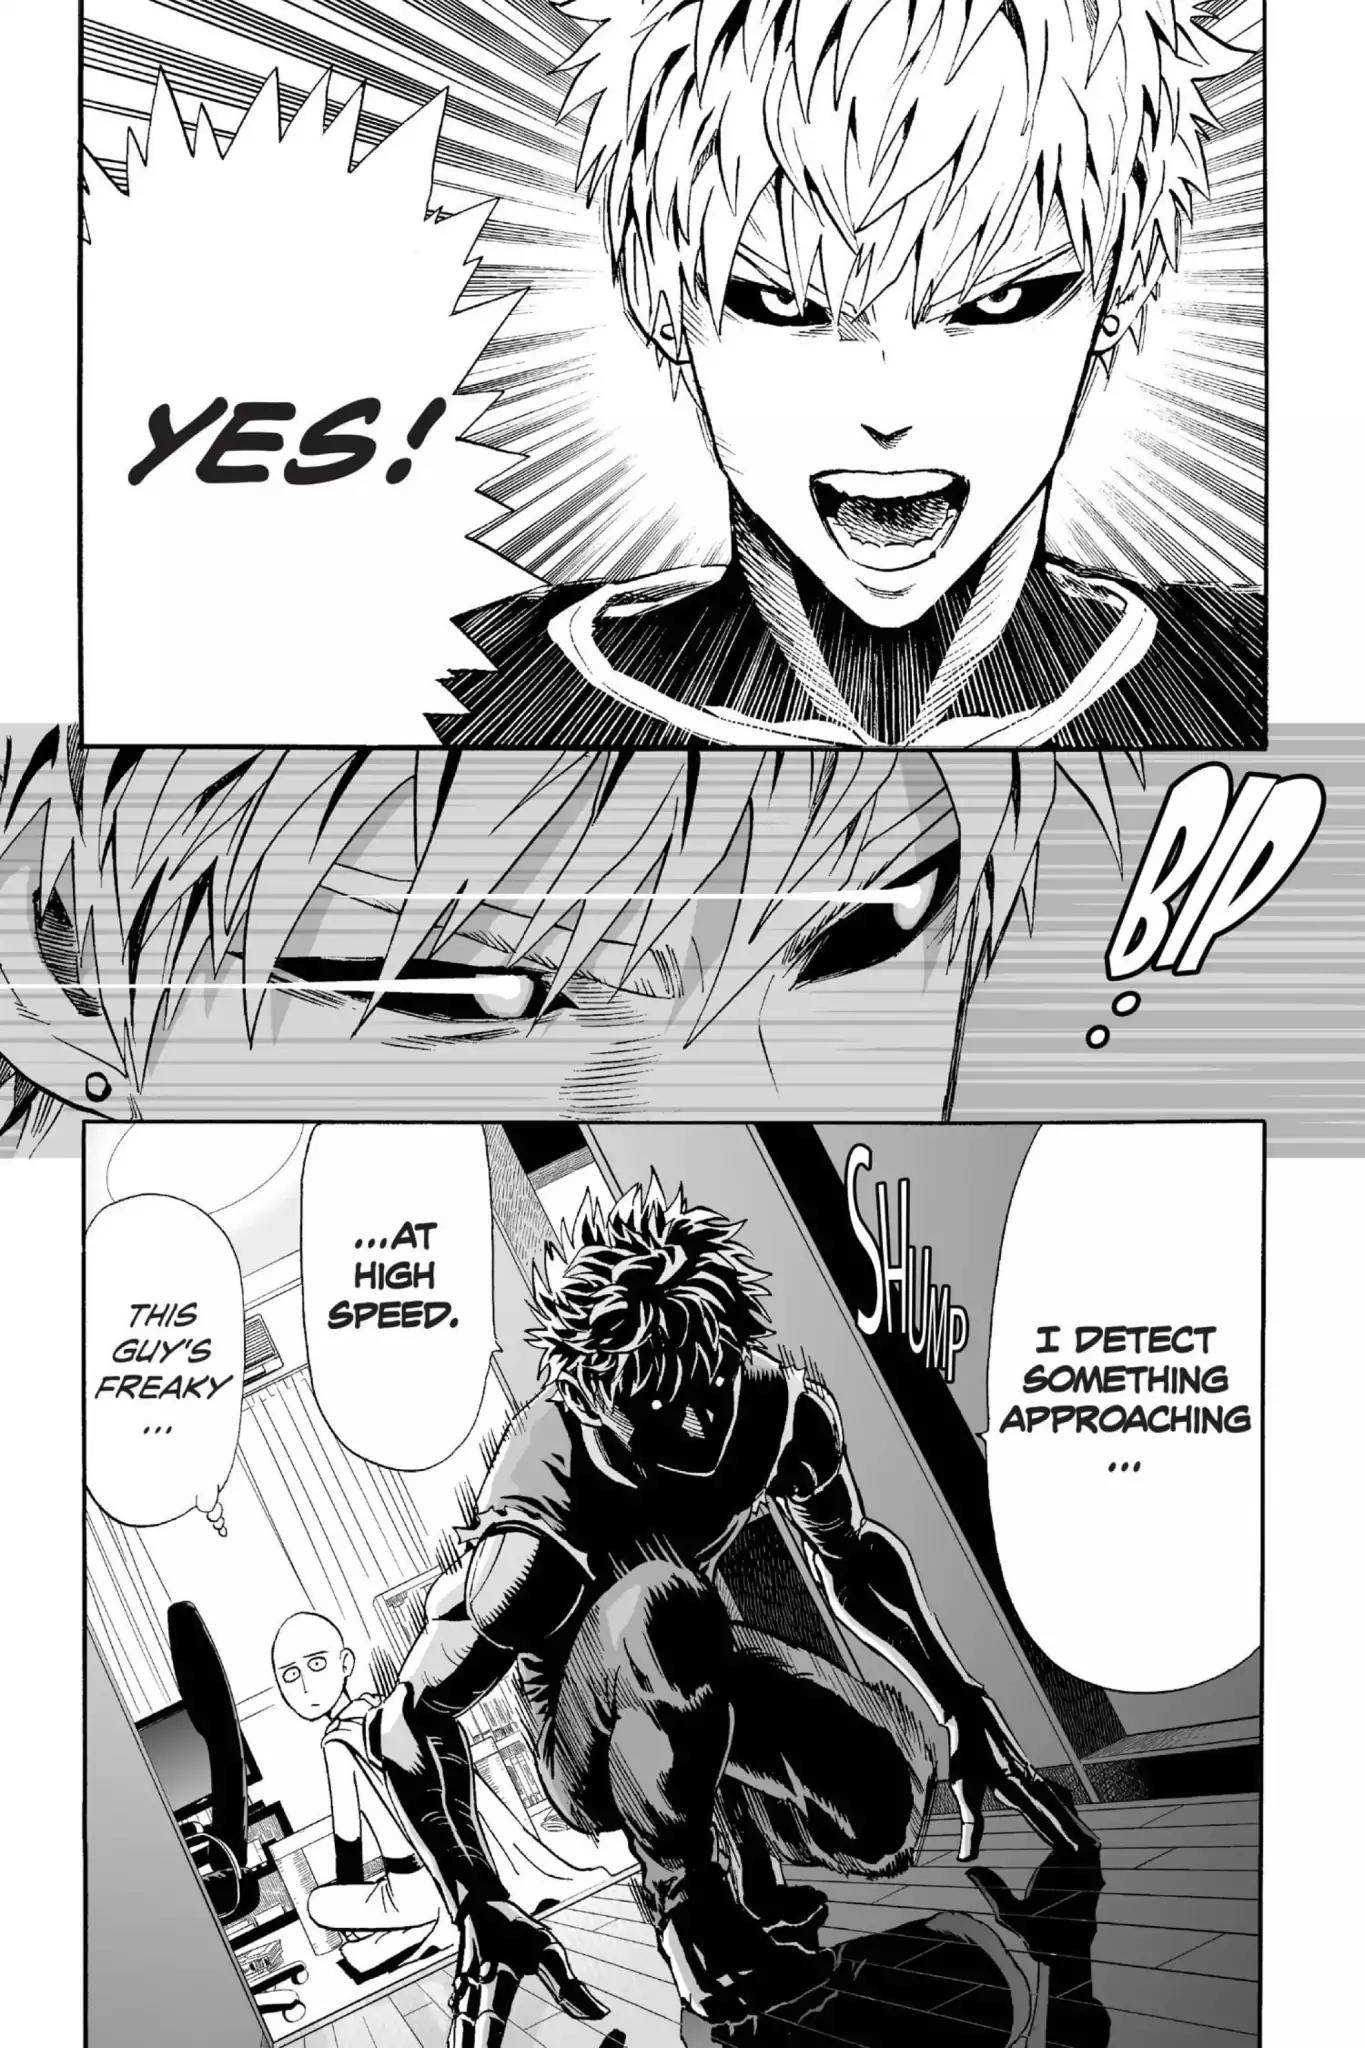 YES!
BIP
SHUMP
I DETECT
SOMETHING
APPROACHING
...
...AT
HIGH
SPEED.
THIS
GUY'S
FREAKY
...